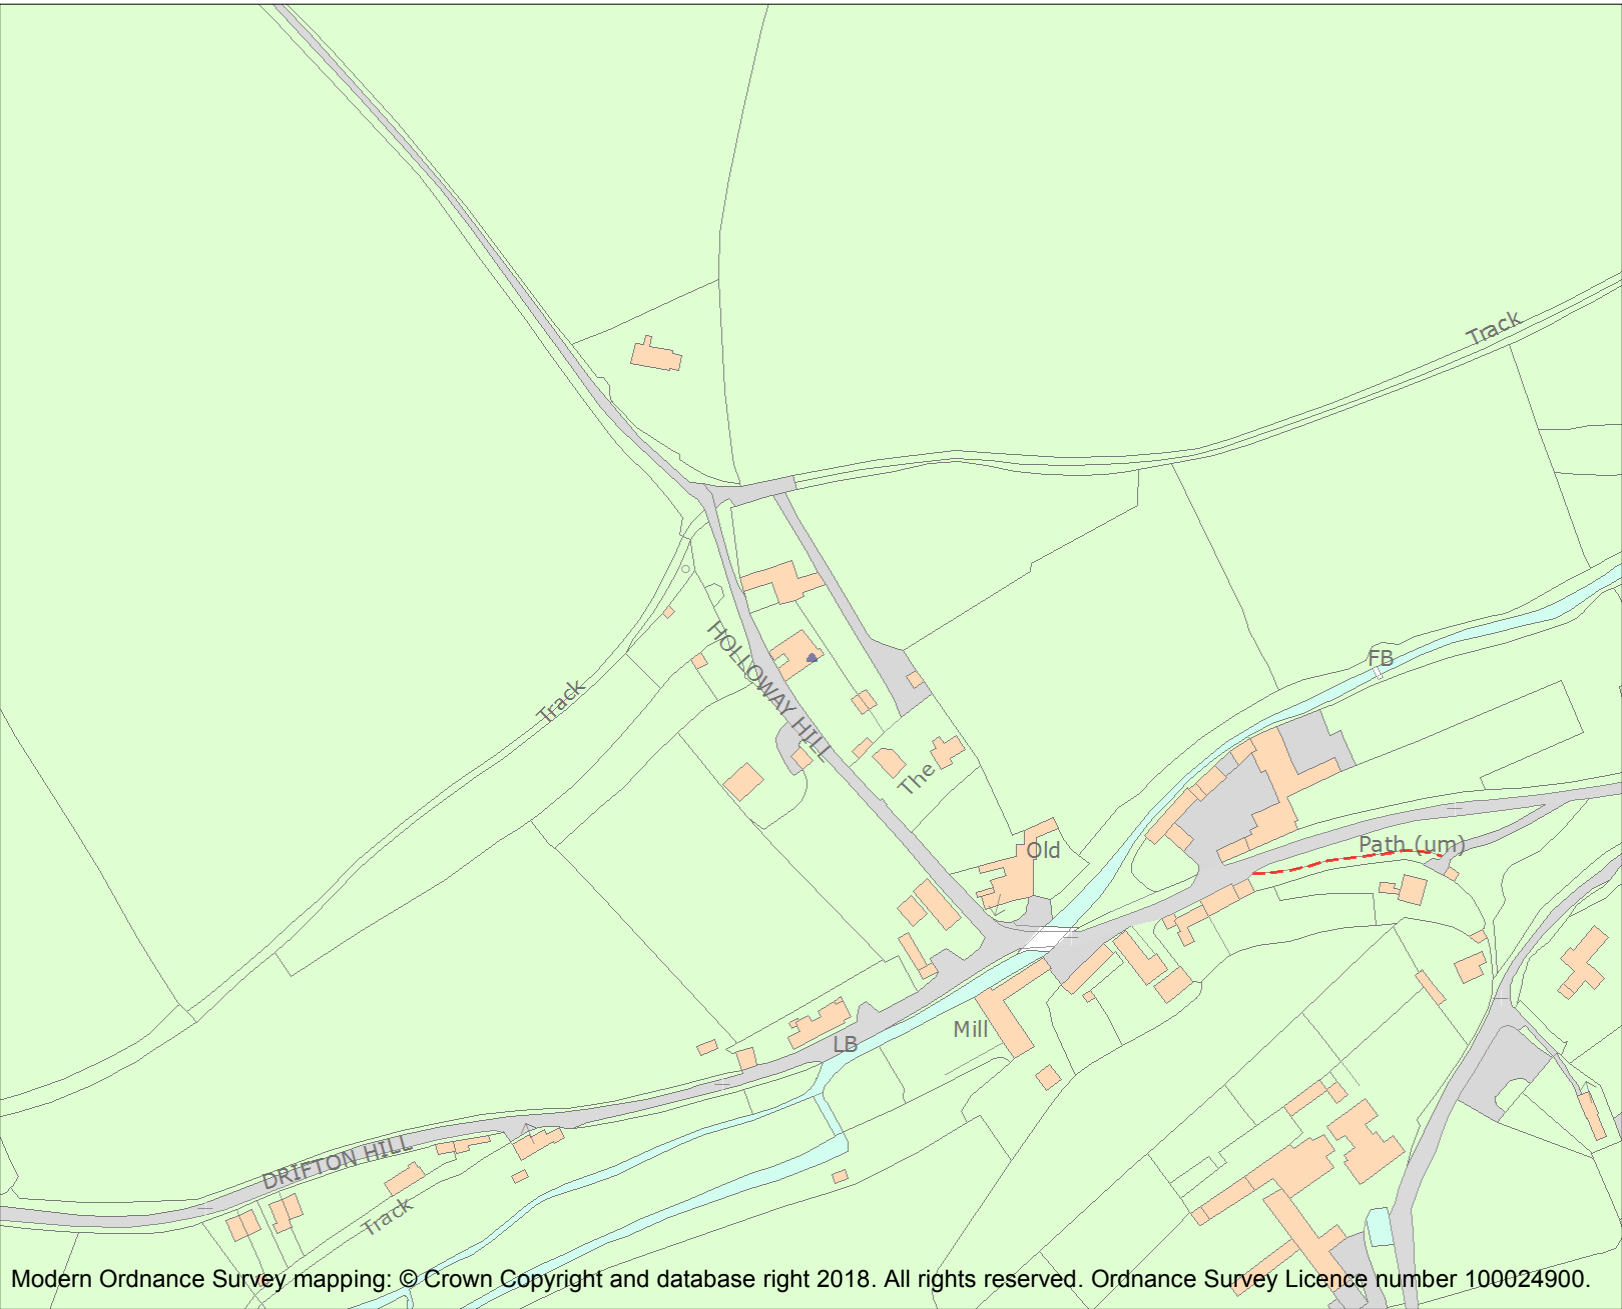 Track
FB
HOLLOWAY HILL
Track
The
Old
Path (um)
Mill
LB
DRIFTON HILL
Track
Modern Ordnance Survey mapping: © Crown Copyright and database right 2018. All rights reserved. Ordnance Survey Licence number 100024900.